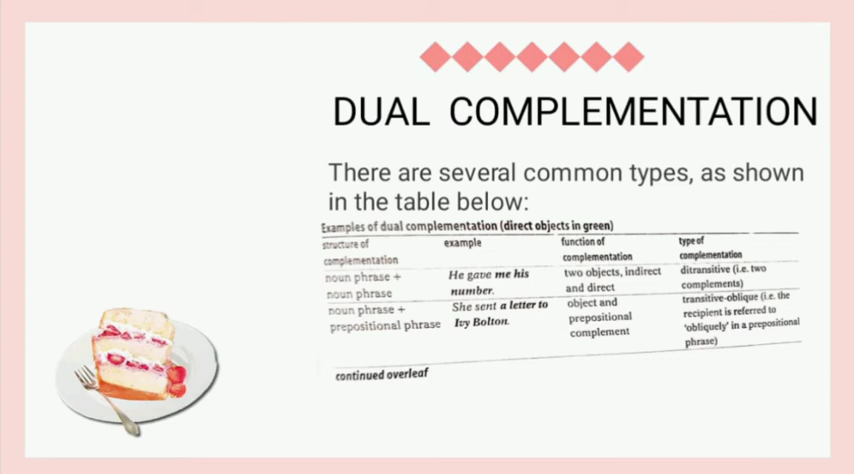 DUAL COMPLEMENTATION
There are several common types, as shown
in the table below:
Examples of dual complementation (direct objects in green)
structure of complementation
example
function of complementation
type of complementation
noun phrase + noun phrase
He gave me his number.
two objects, indirect and direct
ditransitive (i.e. two complements)
noun phrase + prepositional phrase
She sent a letter to Ivy Bolton.
object and prepositional complement
transitive-oblique (i.e. the recipient is referred to 'obliquely' in a prepositional phrase)
continued overleaf